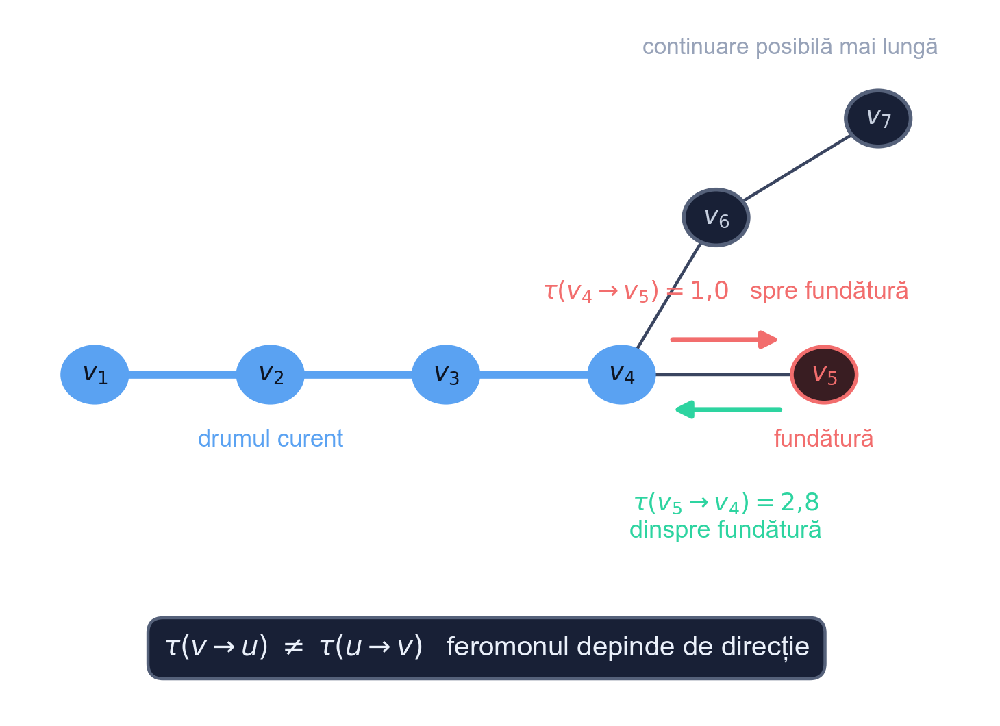 continuare posibilă mai lungă
v₇
v₆
τ(v₄ → v₅) = 1,0 spre fundătură
v₁ v₂ v₃ v₄ v₅
drumul curent fundătură
τ(v₅ → v₄) = 2,8
dinspre fundătură
τ(v → u) ≠ τ(u → v) feromonul depinde de direcție